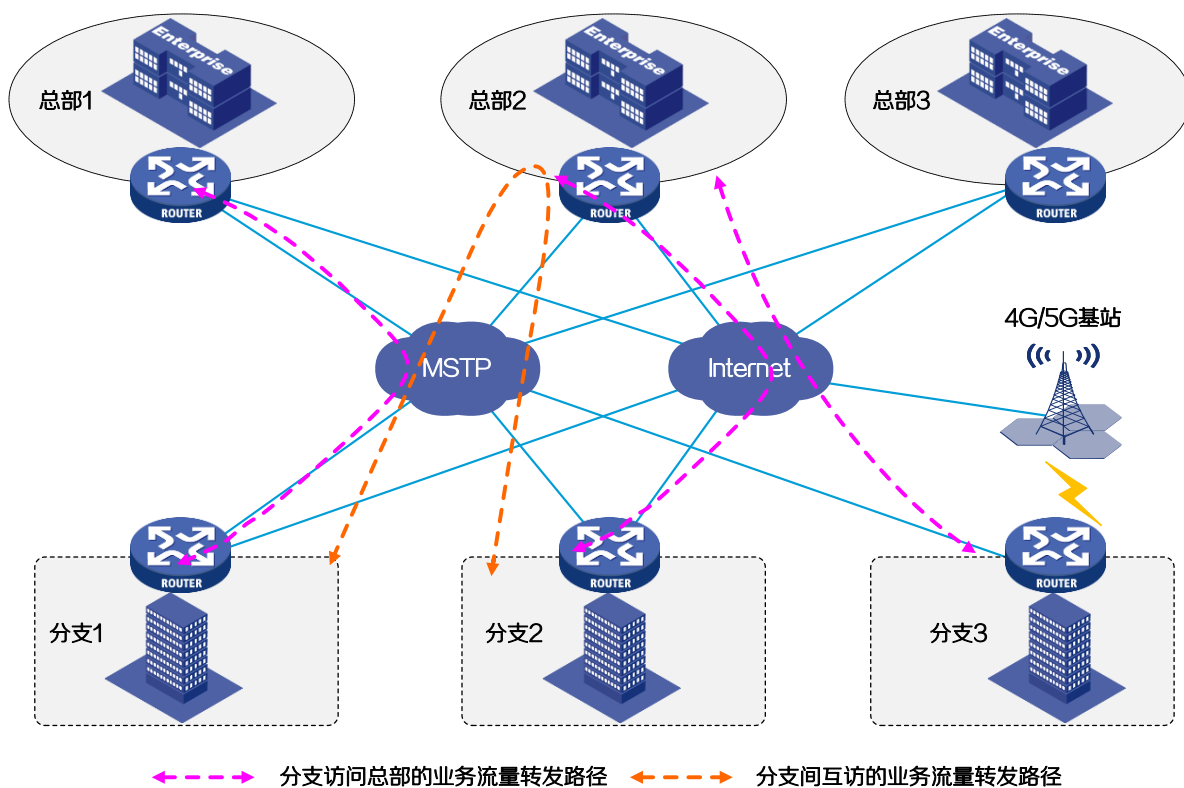 Enterprise
Enterprise
Enterprise
总部1
总部2
总部3
ROUTER
ROUTER
ROUTER
4G/5G基站
MSTP
Internet
ROUTER
ROUTER
ROUTER
分支1
分支2
分支3
分支访问总部的业务流量转发路径
分支间互访的业务流量转发路径